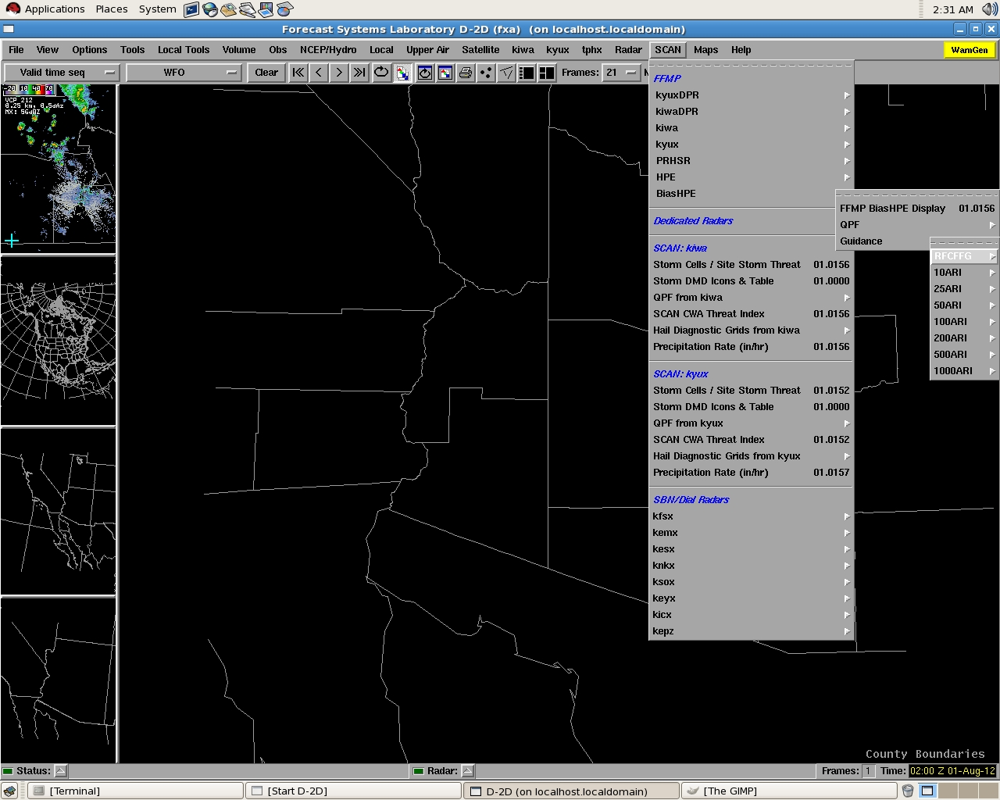 Applications Places System 2:31 AM
Forecast Systems Laboratory D-2D (fxa) (on localhost.localdomain)
File View Options Tools Local Tools Volume Obs NCEP/Hydro Local Upper Air Satellite kiwa kyux tphx Radar SCAN Maps Help WarnGen
Valid time seq WFO Clear Frames: 21
-20 10 40 70
VCP 212
0.25 km, 0.5dAz
MX: 56dBZ
FFMP
kyuxDPR
kiwaDPR
kiwa
kyux
PRHSR
HPE
BiasHPE
FFMP BiasHPE Display 01.0156
QPF
Guidance
RFCFFG
10ARI
25ARI
50ARI
100ARI
200ARI
500ARI
1000ARI
Dedicated Radars
SCAN: kiwa
Storm Cells / Site Storm Threat 01.0156
Storm DMD Icons & Table 01.0000
QPF from kiwa
SCAN CWA Threat Index 01.0156
Hail Diagnostic Grids from kiwa
Precipitation Rate (in/hr) 01.0156
SCAN: kyux
Storm Cells / Site Storm Threat 01.0152
Storm DMD Icons & Table 01.0000
QPF from kyux
SCAN CWA Threat Index 01.0152
Hail Diagnostic Grids from kyux
Precipitation Rate (in/hr) 01.0157
SBN/Dial Radars
kfsx
kemx
kesx
knkx
ksox
keyx
kicx
kepz
County Boundaries
Status: Radar: Frames: 1 Time: 02:00 Z 01-Aug-12
[Terminal] [Start D-2D] D-2D (on localhost.localdomain) [The GIMP]